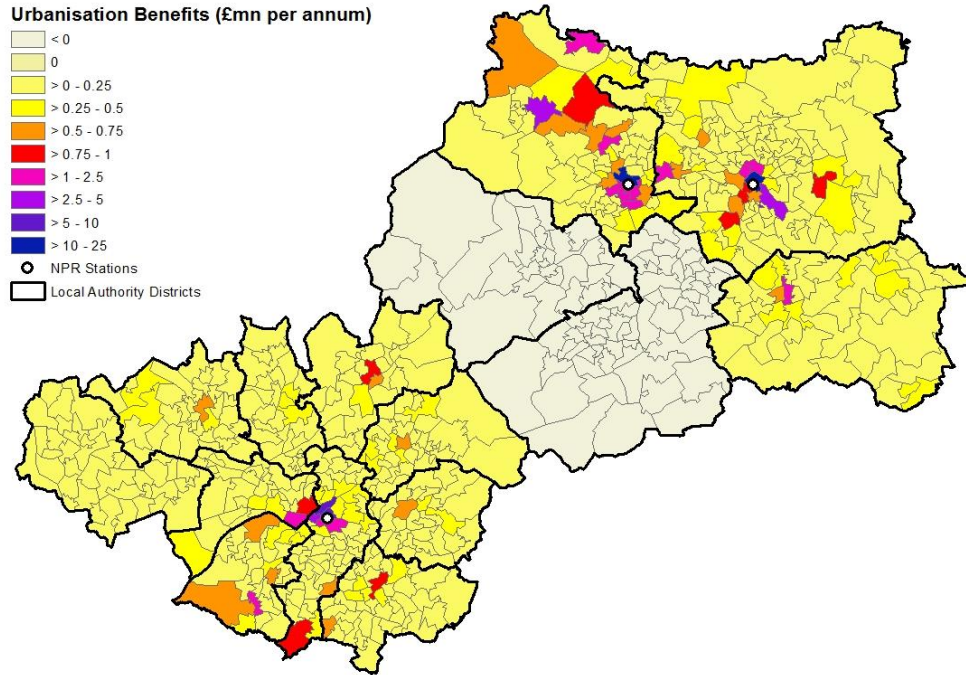 Urbanisation Benefits (£mn per annum)
< 0
0
> 0 - 0.25
> 0.25 - 0.5
> 0.5 - 0.75
> 0.75 - 1
> 1 - 2.5
> 2.5 - 5
> 5 - 10
> 10 - 25
NPR Stations
Local Authority Districts